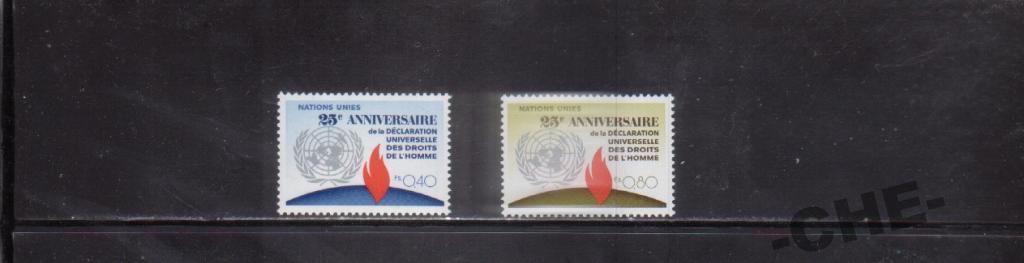 NATIONS UNIES
25e ANNIVERSAIRE
de la DÉCLARATION
UNIVERSELLE
DES DROITS
DE L'HOMME
Fs. 0,40
NATIONS UNIES
25e ANNIVERSAIRE
de la DÉCLARATION
UNIVERSELLE
DES DROITS
DE L'HOMME
Fs. 0,80
-CHE-